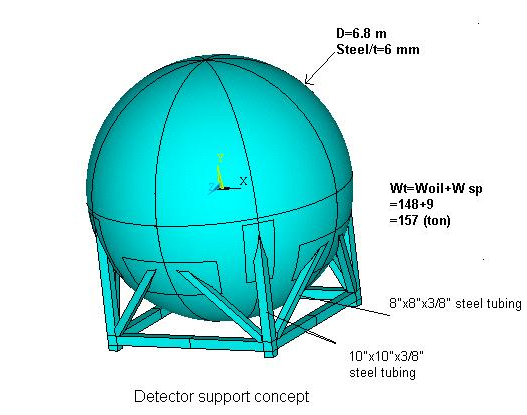 D=6.8 m
Steel/t=6 mm
Y
Z
X
Wt=Woil+W sp
=148+9
=157 (ton)
8"x8"x3/8" steel tubing
10"x10"x3/8"
steel tubing
Detector support concept